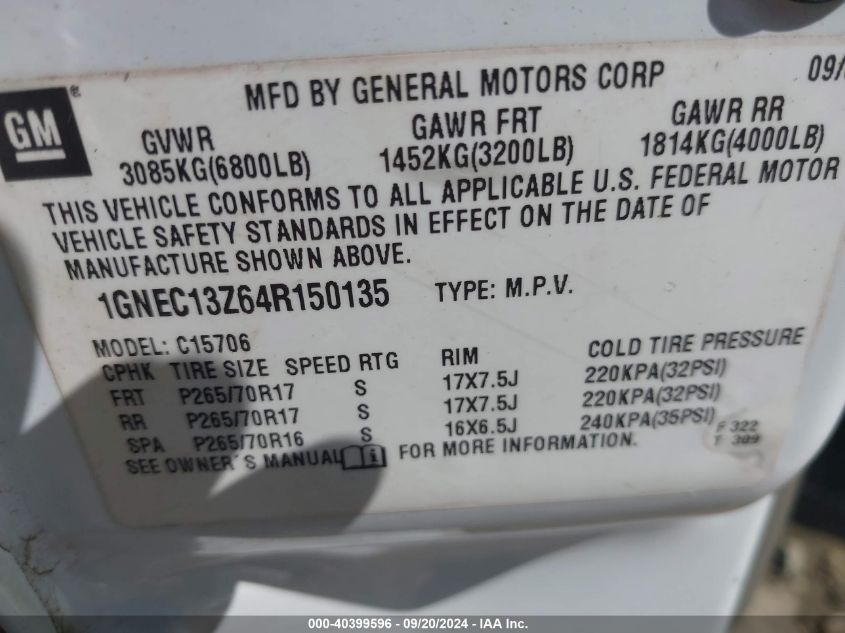 GM®
MFD BY GENERAL MOTORS CORP 09/
GVWR GAWR FRT GAWR RR
3085KG(6800LB) 1452KG(3200LB) 1814KG(4000LB)
THIS VEHICLE CONFORMS TO ALL APPLICABLE U.S. FEDERAL MOTOR
VEHICLE SAFETY STANDARDS IN EFFECT ON THE DATE OF
MANUFACTURE SHOWN ABOVE.
1GNEC13Z64R150135 TYPE: M.P.V.
MODEL: C15706
CPHK TIRE SIZE SPEED RTG RIM COLD TIRE PRESSURE
FRT P265/70R17 S 17X7.5J 220KPA(32PSI)
RR P265/70R17 S 17X7.5J 220KPA(32PSI)
SPA P265/70R16 S 16X6.5J 240KPA(35PSI)
SEE OWNER'S MANUAL FOR MORE INFORMATION.
F 322
T 309
000-40399596 - 09/20/2024 - IAA Inc.